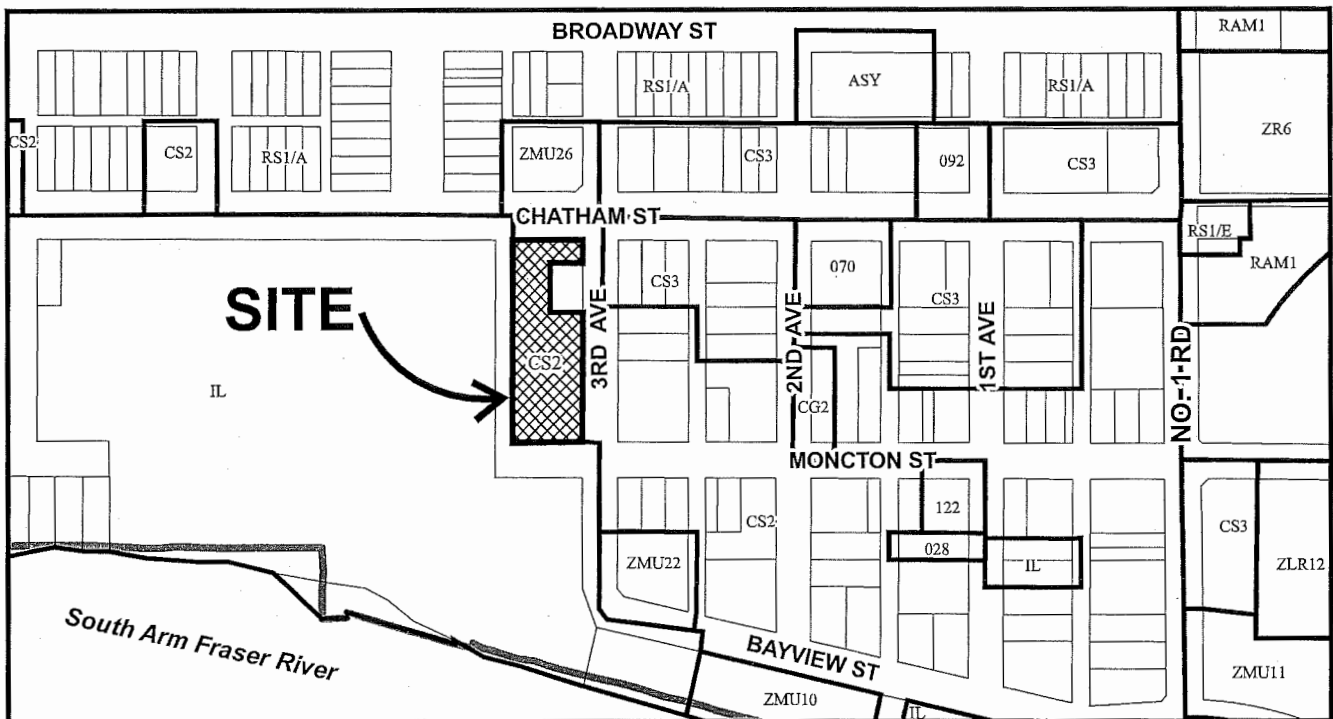 BROADWAY ST
RAM1
RS1/A
ASY
RS1/A
ZR6
CS2
CS2
RS1/A
ZMU26
CS3
092
CS3
CHATHAM ST
RS1/E
RAM1
SITE
IL
CS2
3RD AVE
CS3
2ND AVE
070
CS3
1ST AVE
NO. 1 RD
CG2
MONCTON ST
CS2
122
028
IL
CS3
ZLR12
ZMU22
South Arm Fraser River
BAYVIEW ST
ZMU10
IL
ZMU11